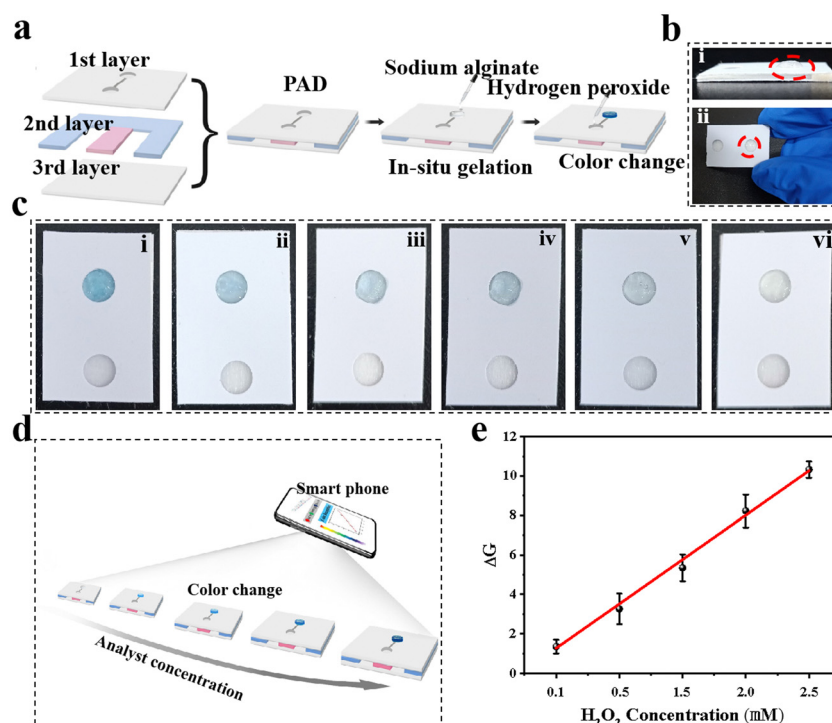 a
1st layer
2nd layer
3rd layer
PAD
Sodium alginate
Hydrogen peroxide
In-situ gelation
Color change
b
i
ii
c
i
ii
iii
iv
v
vi
d
Smart phone
Color change
Analyst concentration
e
12
10
8
6
4
2
0
ΔG
0.1
0.5
1.5
2.0
2.5
H₂O₂ Concentration (mM)